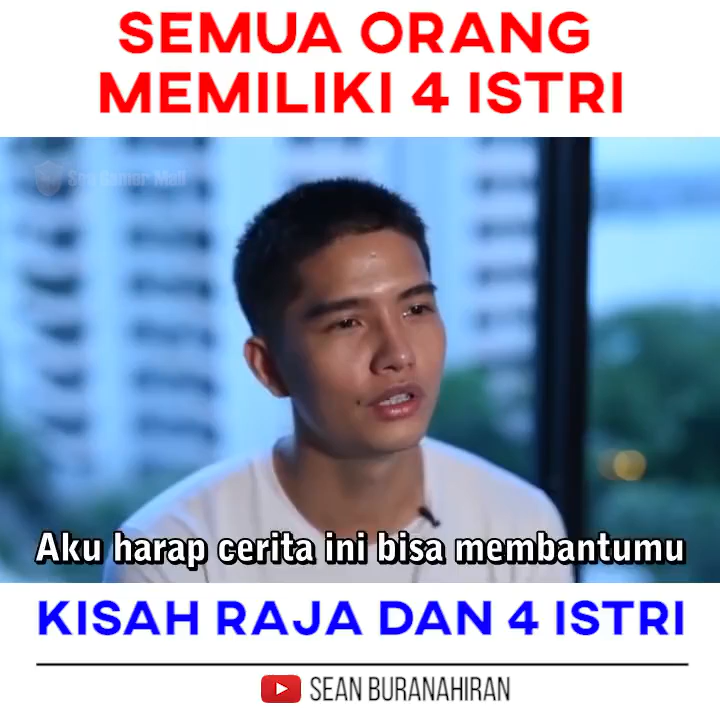 SEMUA ORANG
MEMILIKI 4 ISTRI
Aku harap cerita ini bisa membantumu
KISAH RAJA DAN 4 ISTRI
SEAN BURANAHIRAN